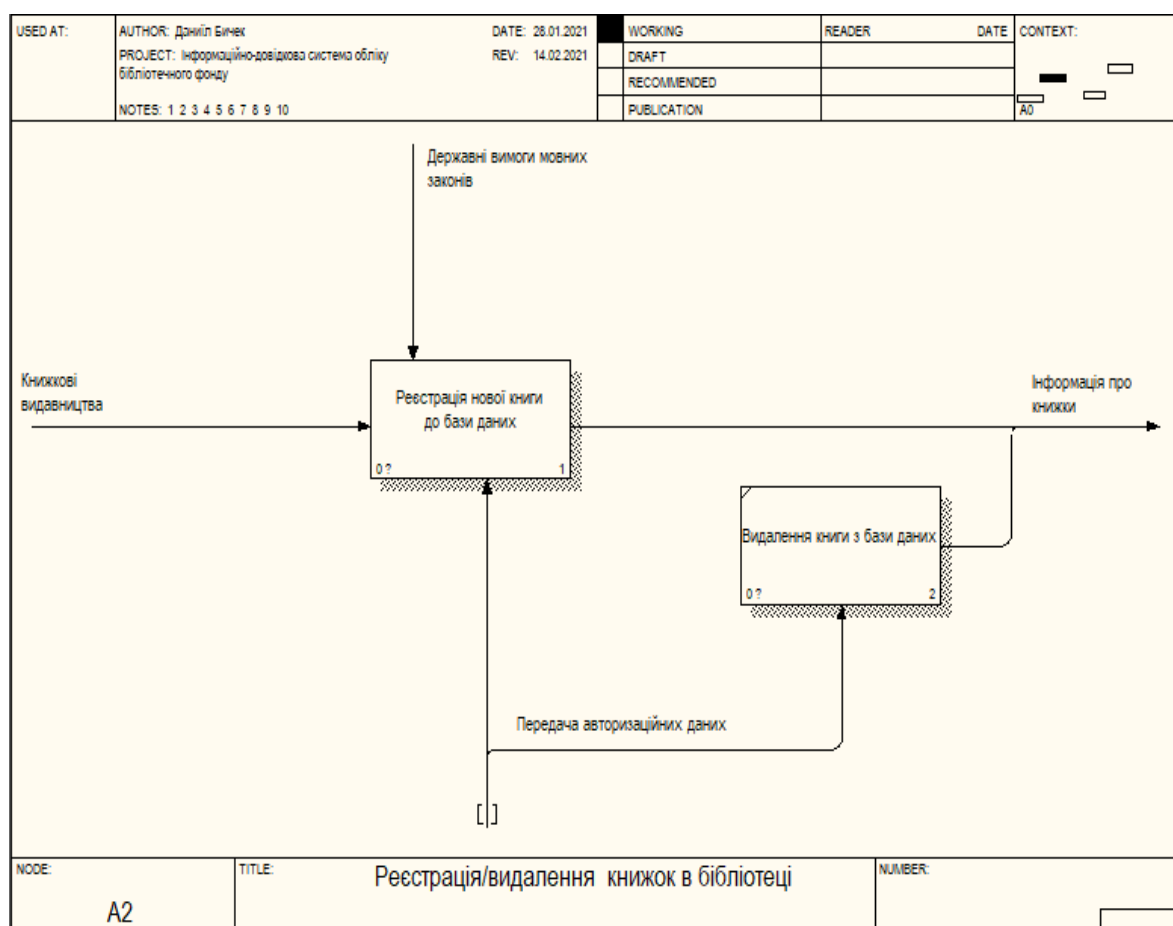 USED AT:
AUTHOR: Даниїл Бичек
DATE: 28.01.2021
PROJECT: Інформаційно-довідкова система обліку
бібліотечного фонду
REV: 14.02.2021
NOTES: 1 2 3 4 5 6 7 8 9 10
WORKING
DRAFT
RECOMMENDED
PUBLICATION
READER
DATE
CONTEXT:
A0
Державні вимоги мовних
законів
Книжкові
видавництва
Реєстрація нової книги
до бази даних
0 ?
1
Інформація про
книжки
Видалення книги з бази даних
0 ?
2
Передача авторизаційних даних
[ ]
NODE:
A2
TITLE:
Реєстрація/видалення книжок в бібліотеці
NUMBER: